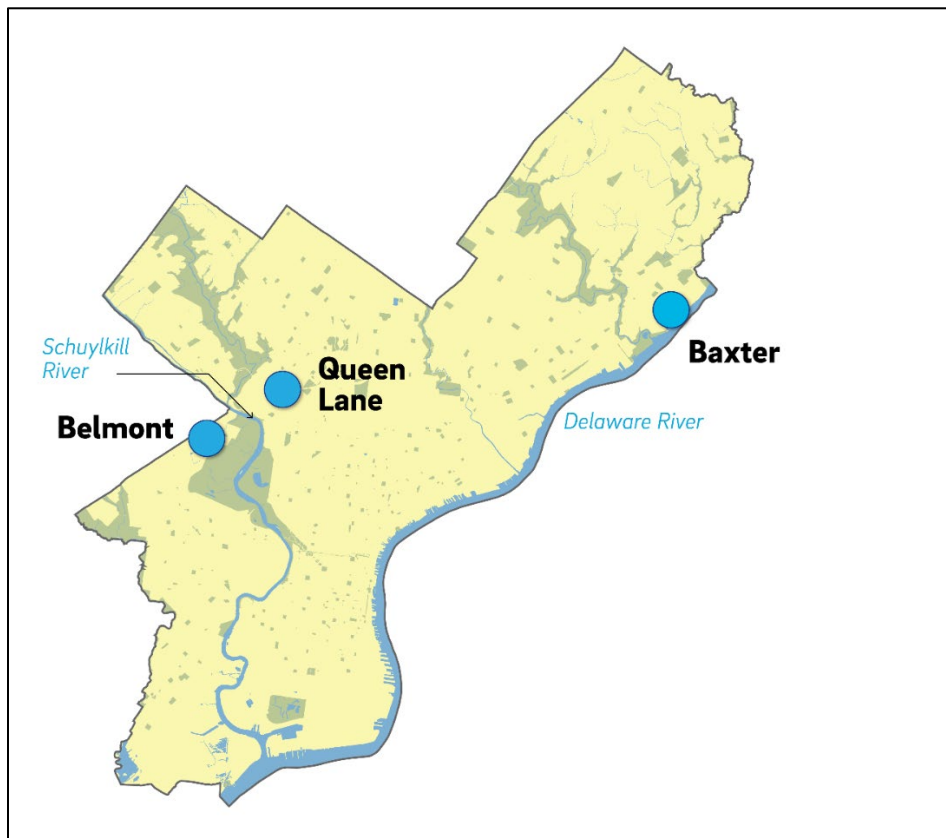 Schuylkill
River
Queen
Lane
Belmont
Baxter
Delaware River